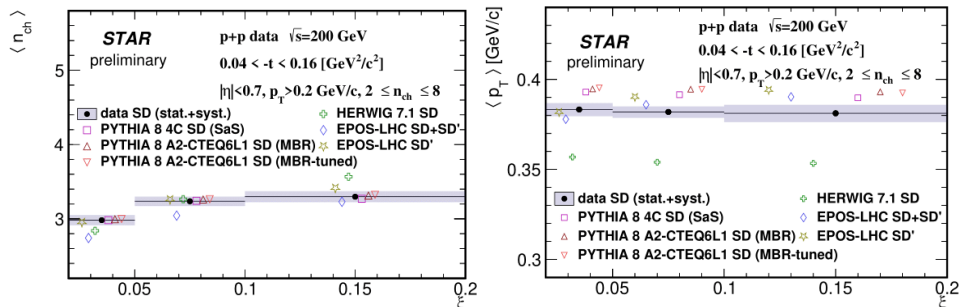 ⟨ n_ch ⟩
5
4
3
2
STAR
preliminary
p+p data √s=200 GeV
0.04 < -t < 0.16 [GeV²/c²]
|η|<0.7, p_T>0.2 GeV/c, 2 ≤ n_ch ≤ 8
data SD (stat.+syst.)
PYTHIA 8 4C SD (SaS)
PYTHIA 8 A2-CTEQ6L1 SD (MBR)
PYTHIA 8 A2-CTEQ6L1 SD (MBR-tuned)
HERWIG 7.1 SD
EPOS-LHC SD+SD'
EPOS-LHC SD'
0.05 0.1 0.15 0.2
ξ
⟨ p_T ⟩ [GeV/c]
0.4
0.35
0.3
STAR
preliminary
p+p data √s=200 GeV
0.04 < -t < 0.16 [GeV²/c²]
|η|<0.7, p_T>0.2 GeV/c, 2 ≤ n_ch ≤ 8
data SD (stat.+syst.)
PYTHIA 8 4C SD (SaS)
PYTHIA 8 A2-CTEQ6L1 SD (MBR)
PYTHIA 8 A2-CTEQ6L1 SD (MBR-tuned)
HERWIG 7.1 SD
EPOS-LHC SD+SD'
EPOS-LHC SD'
0.05 0.1 0.15 0.2
ξ